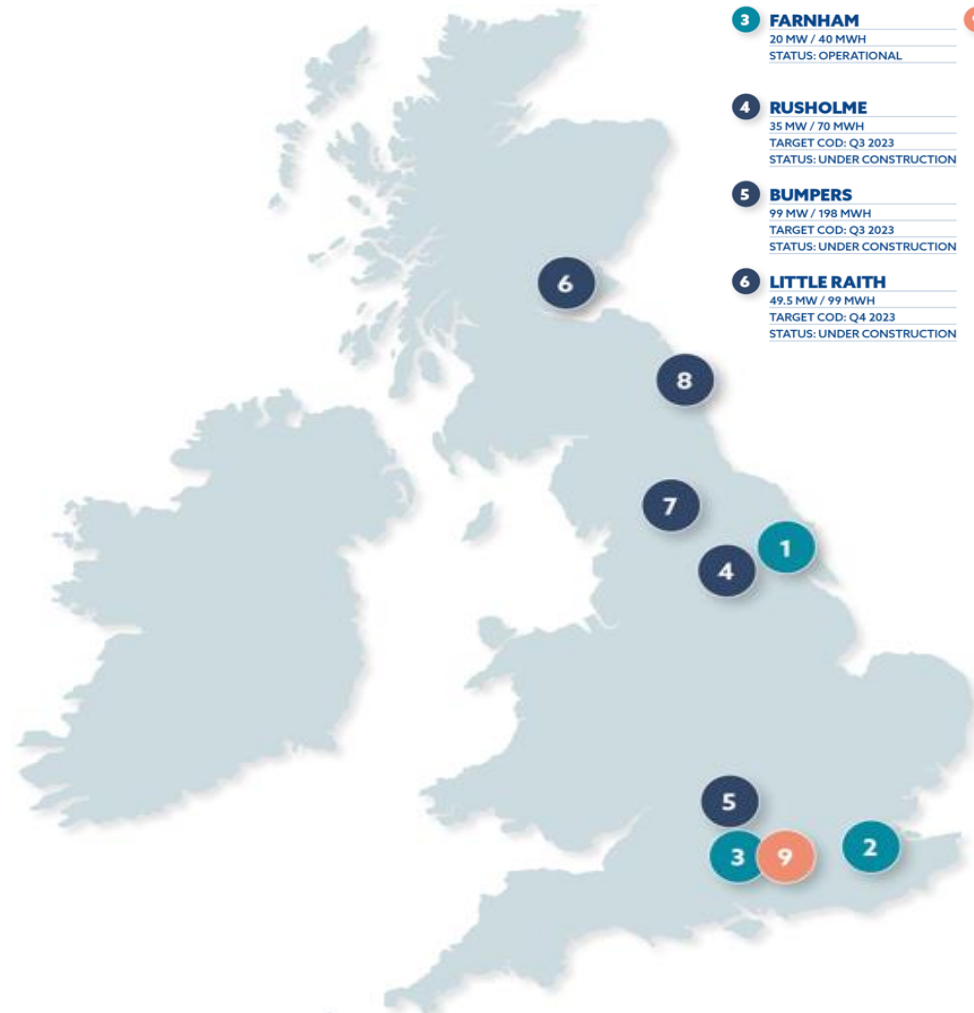 3 FARNHAM
20 MW / 40 MWH
STATUS: OPERATIONAL
4 RUSHOLME
35 MW / 70 MWH
TARGET COD: Q3 2023
STATUS: UNDER CONSTRUCTION
5 BUMPERS
99 MW / 198 MWH
TARGET COD: Q3 2023
STATUS: UNDER CONSTRUCTION
6 LITTLE RAITH
49.5 MW / 99 MWH
TARGET COD: Q4 2023
STATUS: UNDER CONSTRUCTION
6
8
7
1
4
5
3
9
2